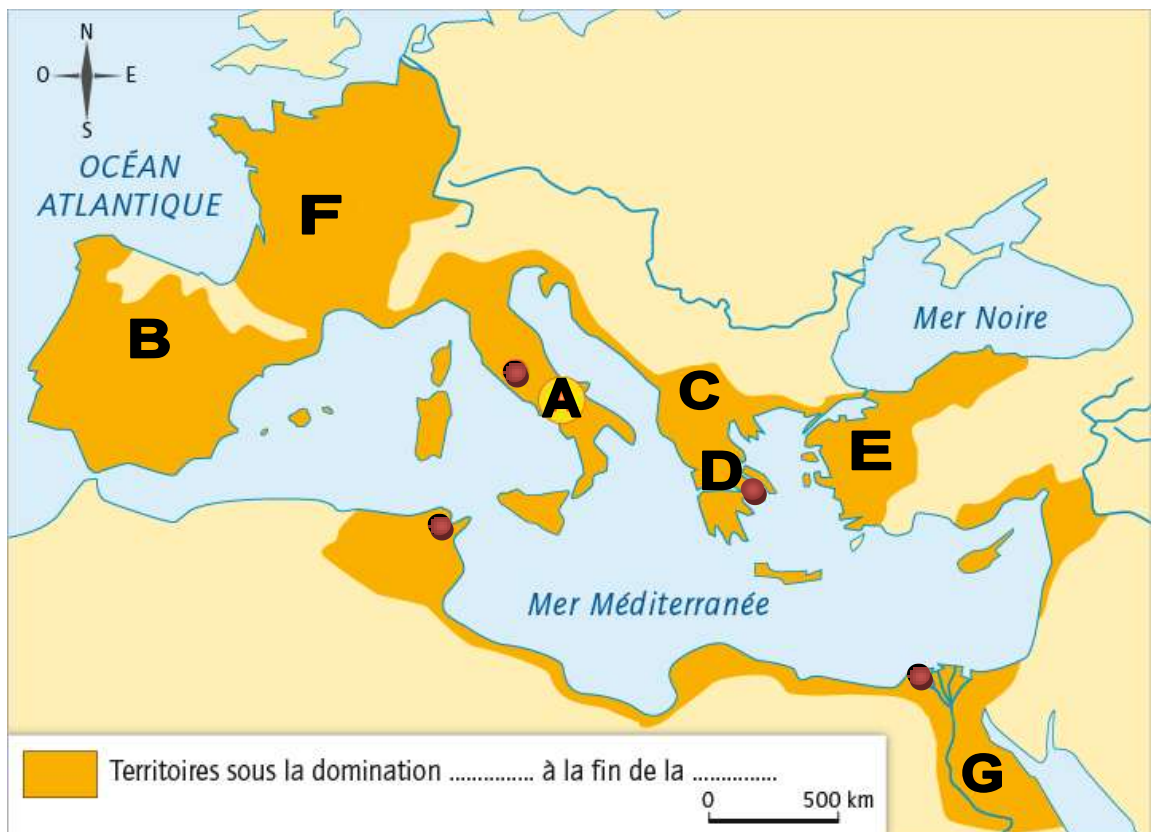 N
O E
S
OCÉAN
ATLANTIQUE
F
B
Mer Noire
A
C
D
E
Mer Méditerranée
G
Territoires sous la domination .............. à la fin de la ..............
0 500 km